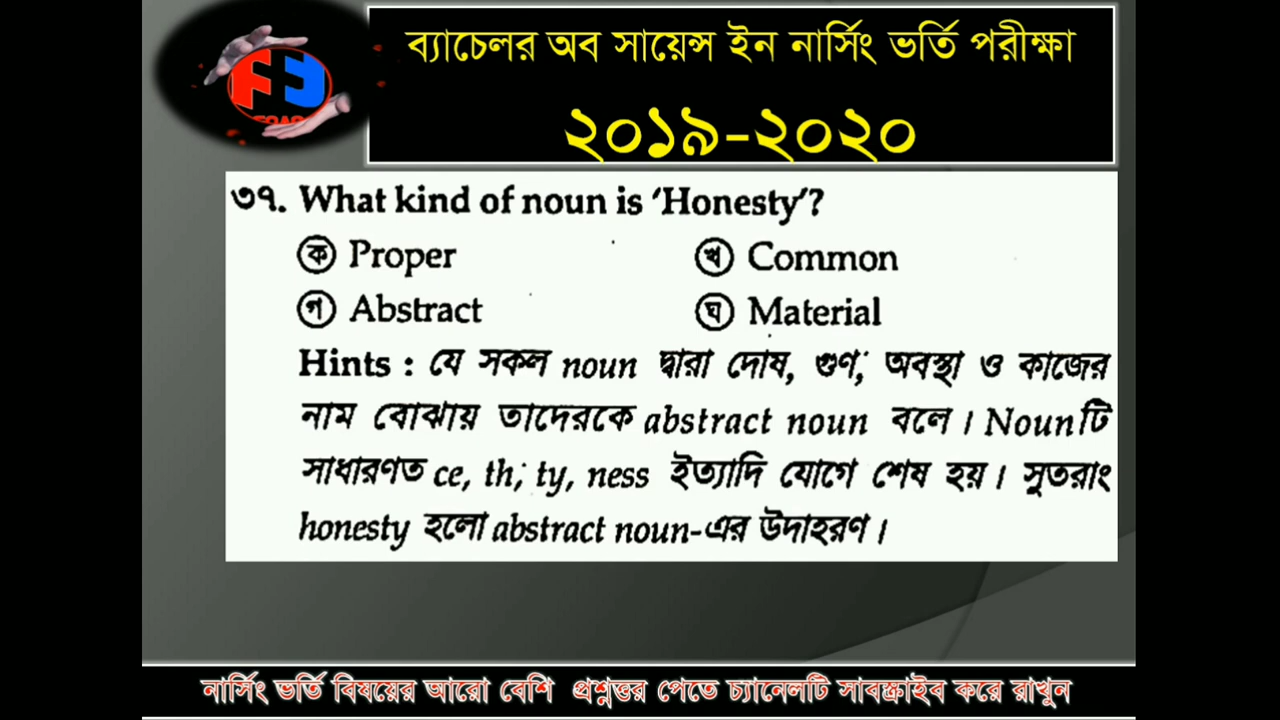 ব্যাচেলর অব সায়েন্স ইন নার্সিং ভর্তি পরীক্ষা
২০১৯-২০২০
৩৭. What kind of noun is ‘Honesty’?
ক Proper খ Common
গ Abstract ঘ Material
Hints : যে সকল noun দ্বারা দোষ, গুণ, অবস্থা ও কাজের
নাম বোঝায় তাদেরকে abstract noun বলে। Nounটি
সাধারণত ce, th, ty, ness ইত্যাদি যোগে শেষ হয়। সুতরাং
honesty হলো abstract noun-এর উদাহরণ।
নার্সিং ভর্তি বিষয়ের আরো বেশি প্রশ্নত্তর পেতে চ্যানেলটি সাবস্ক্রাইব করে রাখুন